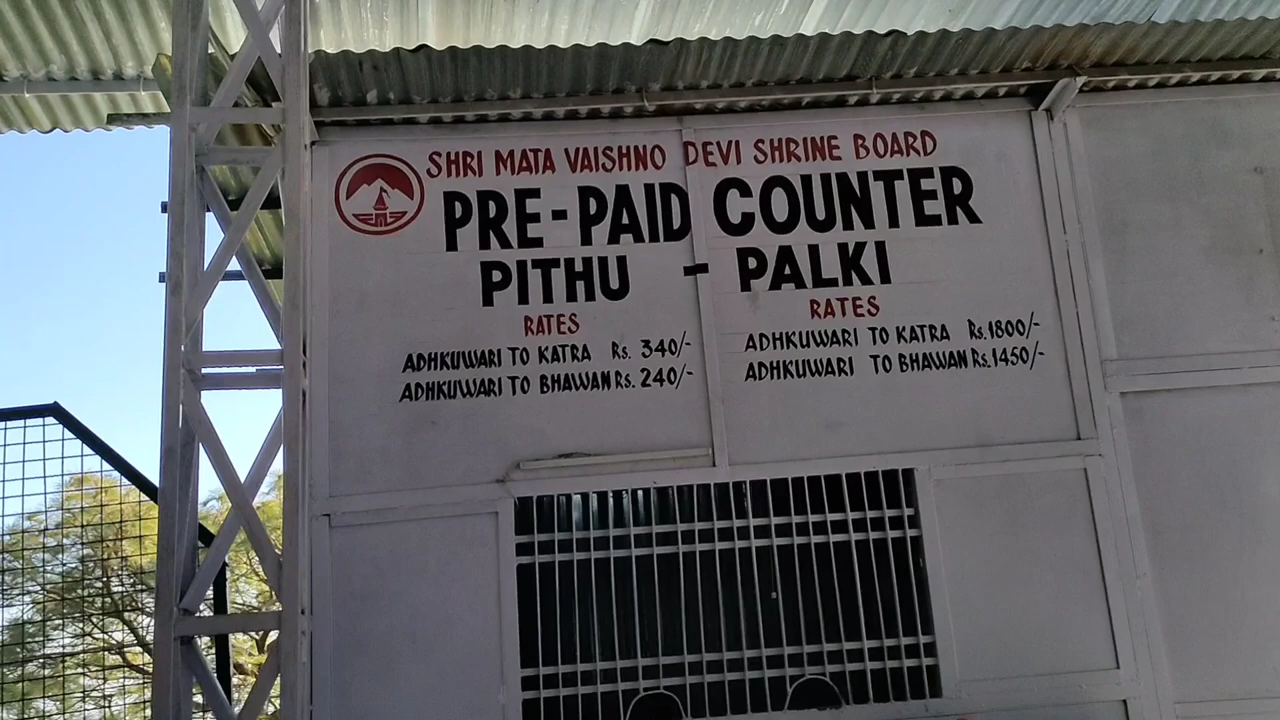 SHRI MATA VAISHNO DEVI SHRINE BOARD
PRE-PAID COUNTER
PITHU - PALKI
RATES
ADHKUWARI TO KATRA Rs. 340/-
ADHKUWARI TO BHAWAN Rs. 240/-
RATES
ADHKUWARI TO KATRA Rs. 1800/-
ADHKUWARI TO BHAWAN Rs. 1450/-